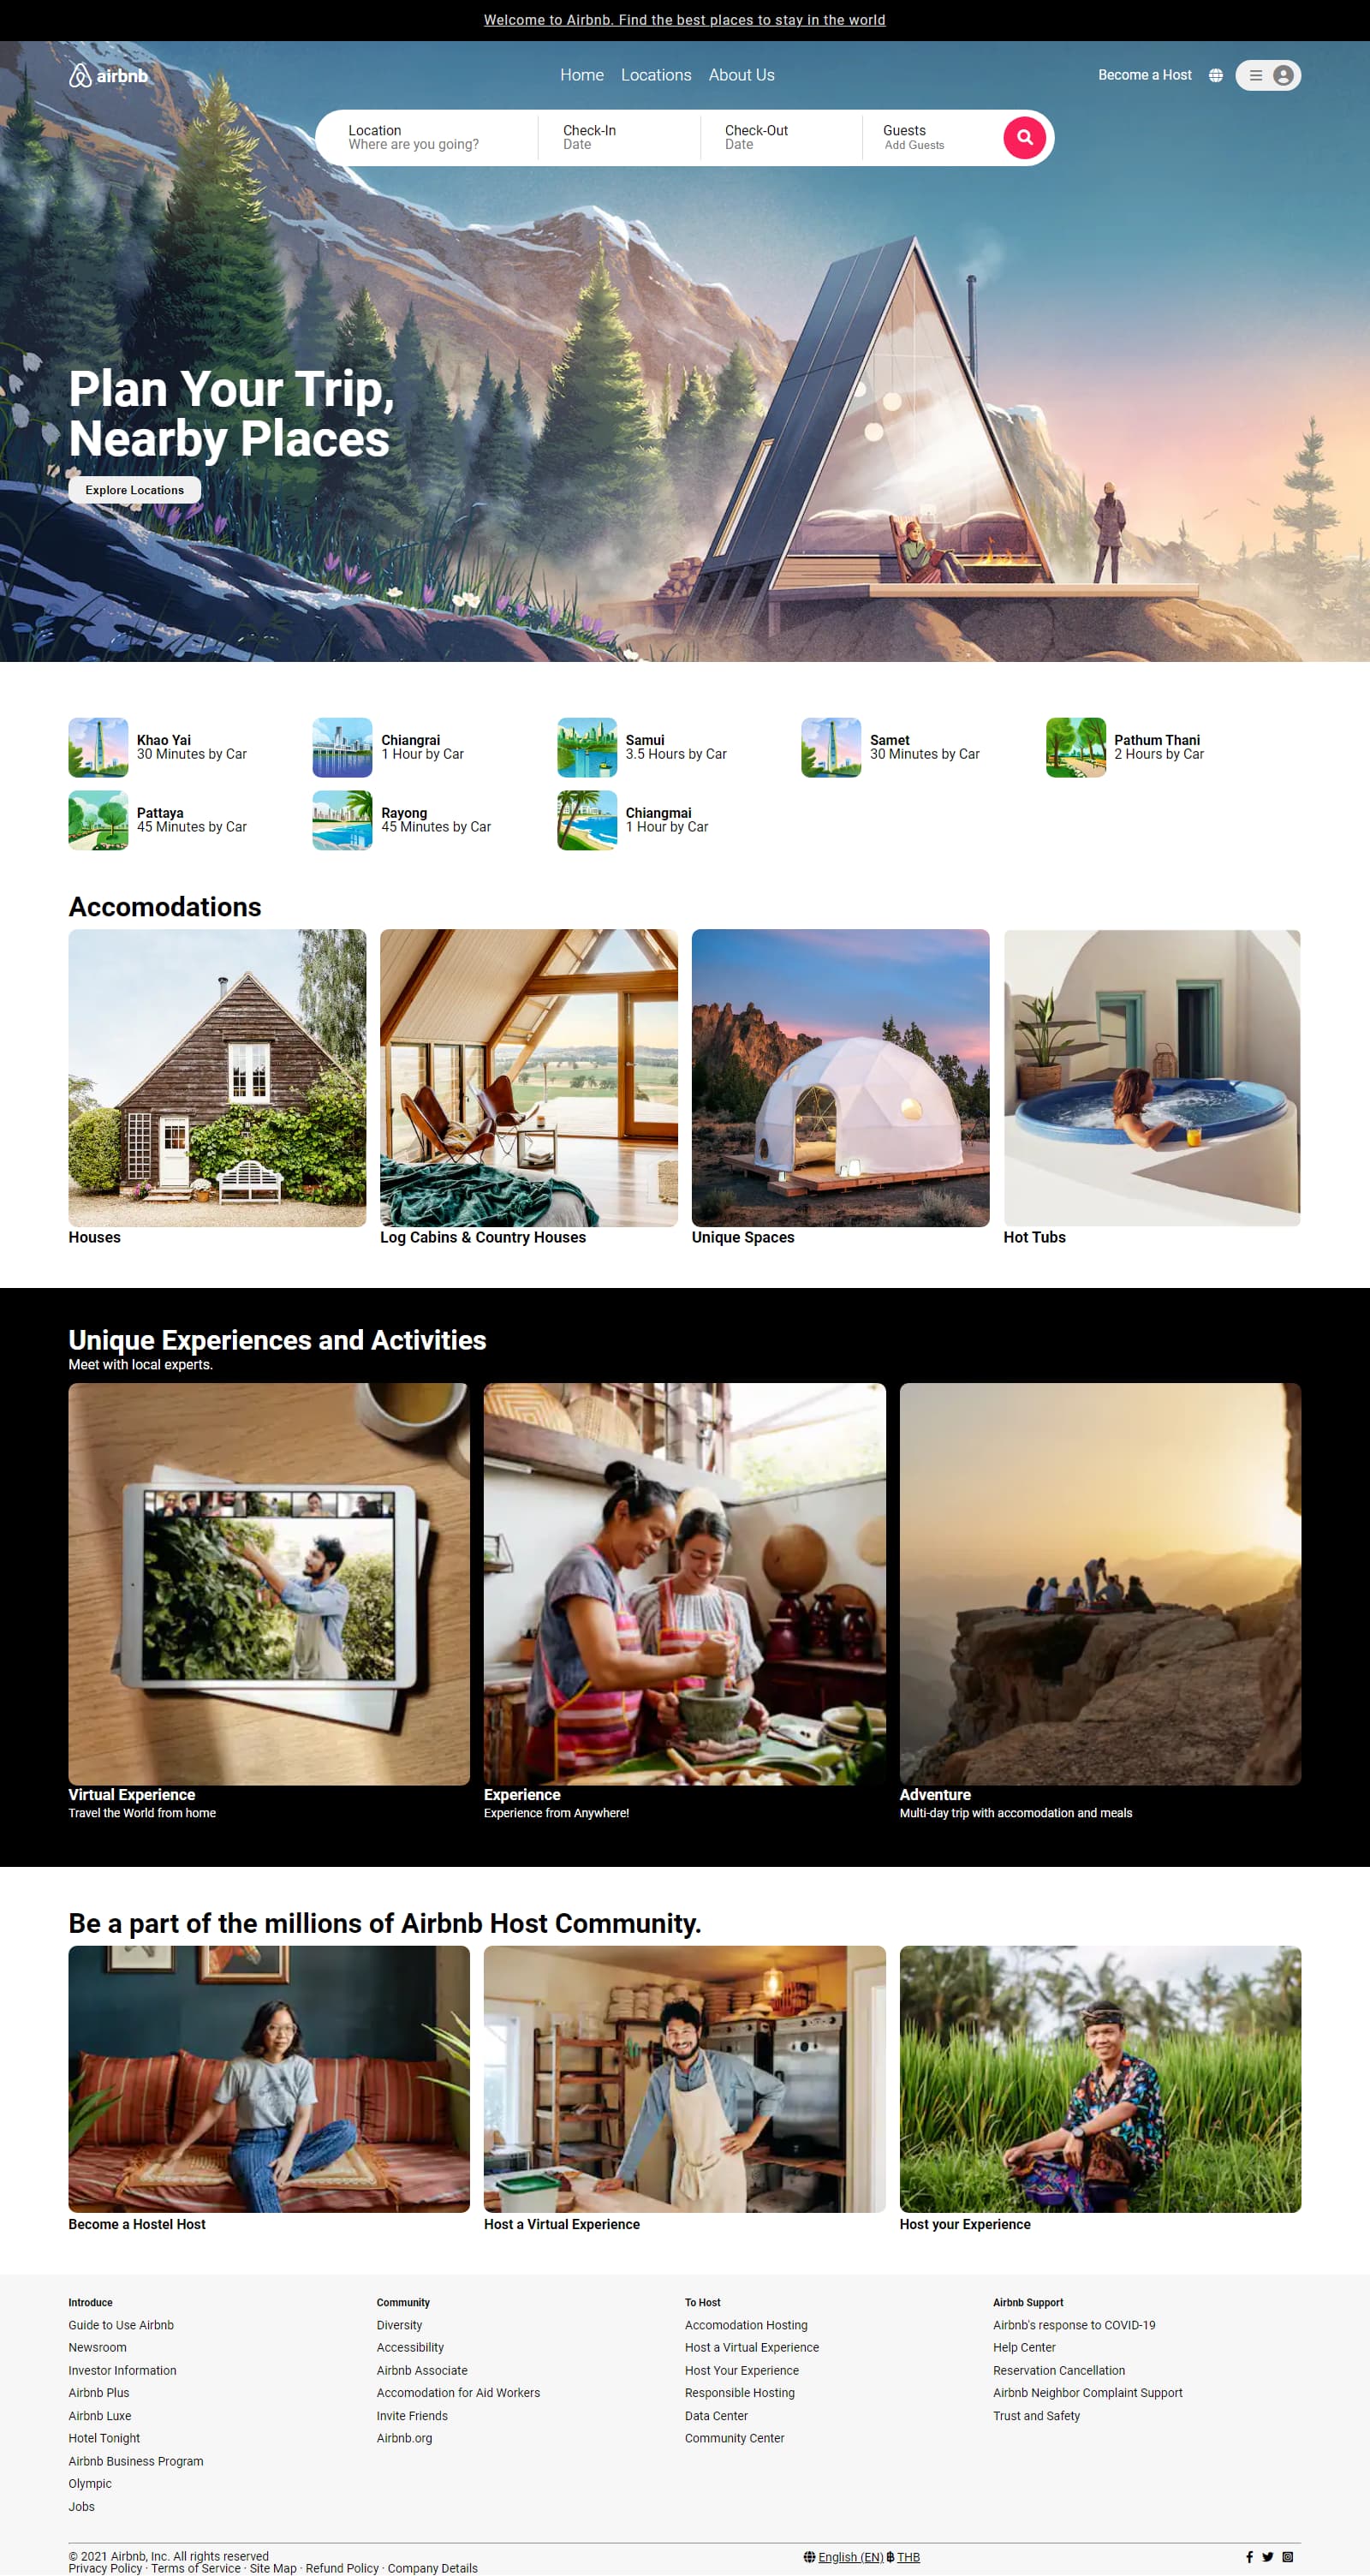 Welcome to Airbnb. Find the best places to stay in the world
airbnb
Home Locations About Us
Become a Host
Location
Where are you going?
Check-In
Date
Check-Out
Date
Guests
Add Guests
Plan Your Trip,
Nearby Places
Explore Locations
Khao Yai
30 Minutes by Car
Chiangrai
1 Hour by Car
Samui
3.5 Hours by Car
Samet
30 Minutes by Car
Pathum Thani
2 Hours by Car
Pattaya
45 Minutes by Car
Rayong
45 Minutes by Car
Chiangmai
1 Hour by Car
Accomodations
Houses
Log Cabins & Country Houses
Unique Spaces
Hot Tubs
Unique Experiences and Activities
Meet with local experts.
Virtual Experience
Travel the World from home
Experience
Experience from Anywhere!
Adventure
Multi-day trip with accomodation and meals
Be a part of the millions of Airbnb Host Community.
Become a Hostel Host
Host a Virtual Experience
Host your Experience
Introduce
Guide to Use Airbnb
Newsroom
Investor Information
Airbnb Plus
Airbnb Luxe
Hotel Tonight
Airbnb Business Program
Olympic
Jobs
Community
Diversity
Accessibility
Airbnb Associate
Accomodation for Aid Workers
Invite Friends
Airbnb.org
To Host
Accomodation Hosting
Host a Virtual Experience
Host Your Experience
Responsible Hosting
Data Center
Community Center
Airbnb Support
Airbnb's response to COVID-19
Help Center
Reservation Cancellation
Airbnb Neighbor Complaint Support
Trust and Safety
© 2021 Airbnb, Inc. All rights reserved
Privacy Policy · Terms of Service · Site Map · Refund Policy · Company Details
English (EN) ฿ THB